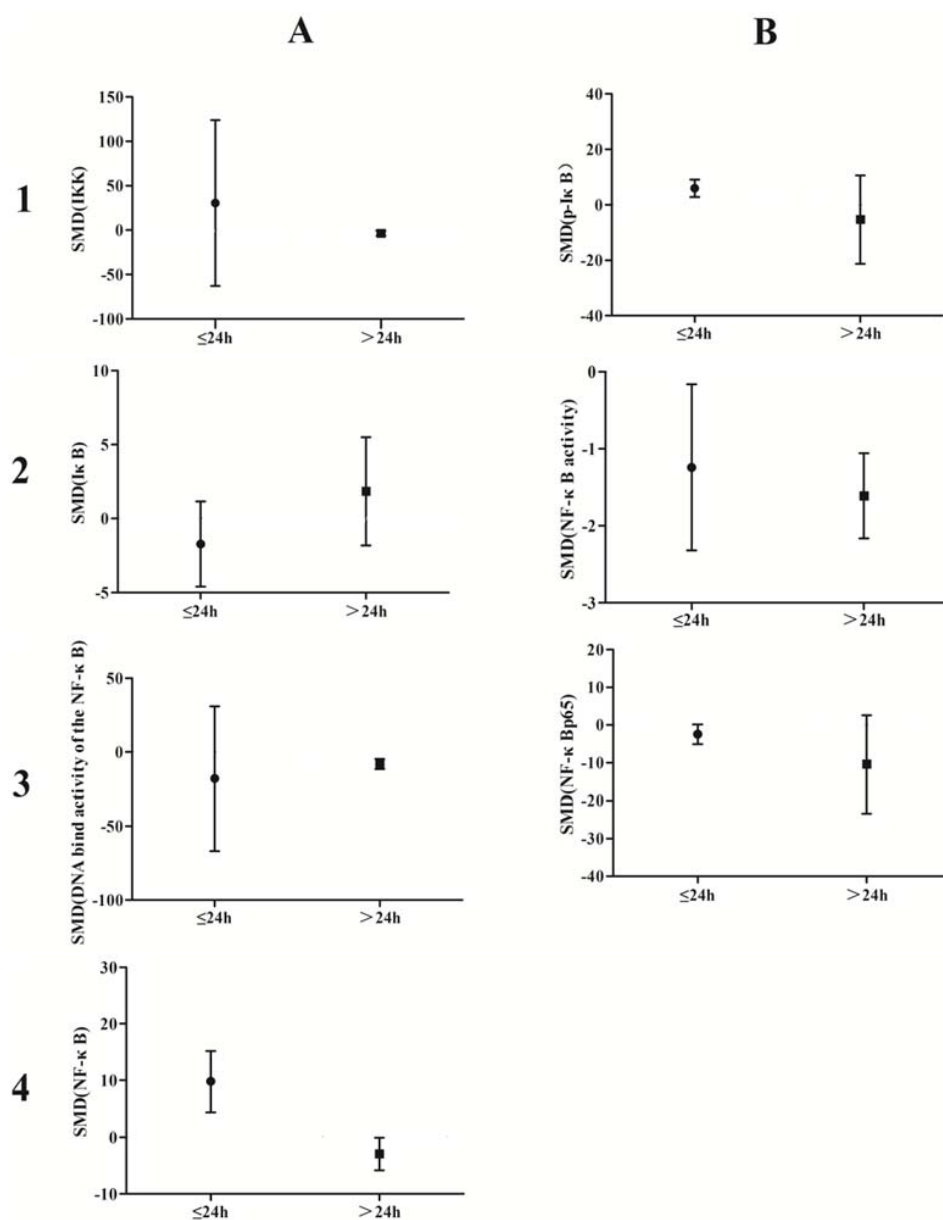 A
B
1
SMD(IKK)
150
100
50
0
-50
-100
≤24h
>24h
SMD(p-Iκ B)
40
20
0
-20
-40
≤24h
>24h
2
SMD(Iκ B)
10
5
0
-5
≤24h
>24h
SMD(NF-κ B activity)
0
-1
-2
-3
≤24h
>24h
3
SMD(DNA bind activity of the NF-κ B)
50
0
-50
-100
≤24h
>24h
SMD(NF-κ Bp65)
20
10
0
-10
-20
-30
-40
≤24h
>24h
4
SMD(NF-κ B)
30
20
10
0
-10
≤24h
>24h